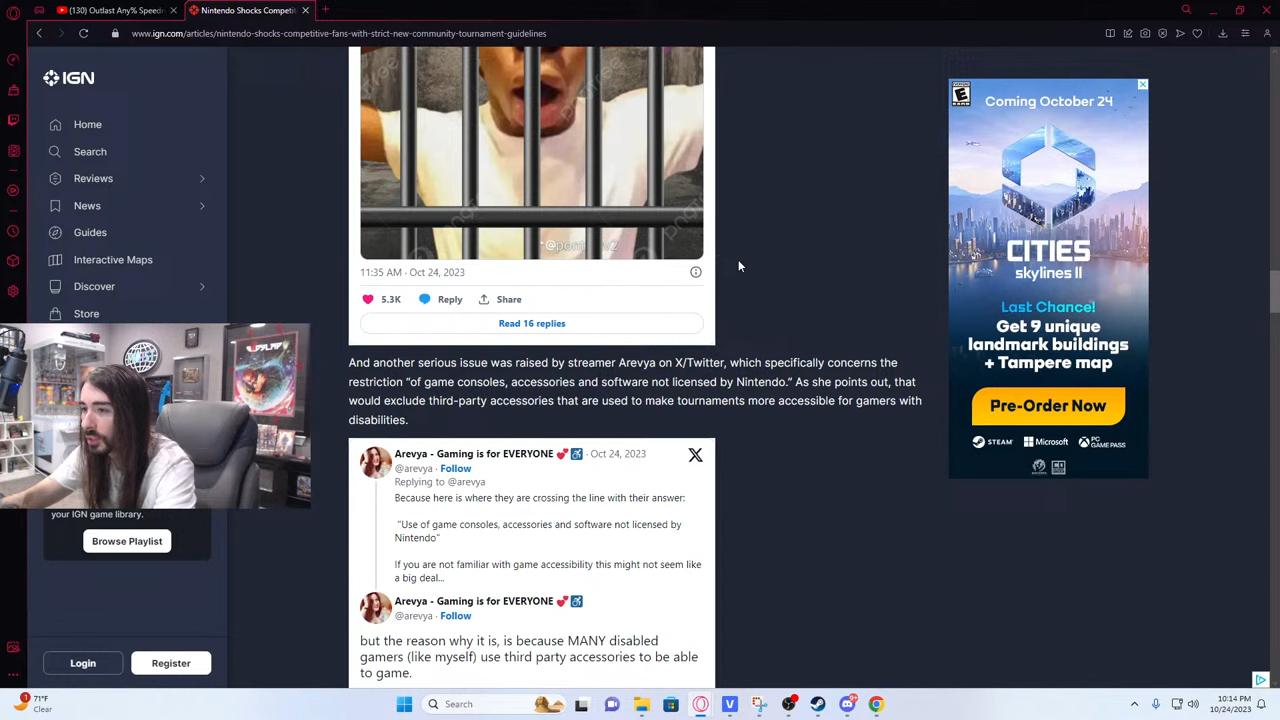 (130) Outlast Any% Speedr
Nintendo Shocks Competiti
www.ign.com/articles/nintendo-shocks-competitive-fans-with-strict-new-community-tournament-guidelines
IGN
Home
Search
Reviews
News
Guides
Interactive Maps
Discover
Store
your IGN game library.
Browse Playlist
Login
Register
11:35 AM · Oct 24, 2023
5.3K
Reply
Share
Read 16 replies
And another serious issue was raised by streamer Arevya on X/Twitter, which specifically concerns the
restriction “of game consoles, accessories and software not licensed by Nintendo.” As she points out, that
would exclude third-party accessories that are used to make tournaments more accessible for gamers with
disabilities.
Arevya - Gaming is for EVERYONE 💕♿ · Oct 24, 2023
@arevya · Follow
Replying to @arevya
Because here is where they are crossing the line with their answer:
"Use of game consoles, accessories and software not licensed by
Nintendo"
If you are not familiar with game accessibility this might not seem like
a big deal...
Arevya - Gaming is for EVERYONE 💕♿
@arevya · Follow
but the reason why it is, is because MANY disabled
gamers (like myself) use third party accessories to be able
to game.
E
Coming October 24
CITIES
skylines II
Last Chance!
Get 9 unique
landmark buildings
+ Tampere map
Pre-Order Now
STEAM
Microsoft
PC GAME PASS
1
71°F
Clear
Search
10:14 PM
10/24/2023